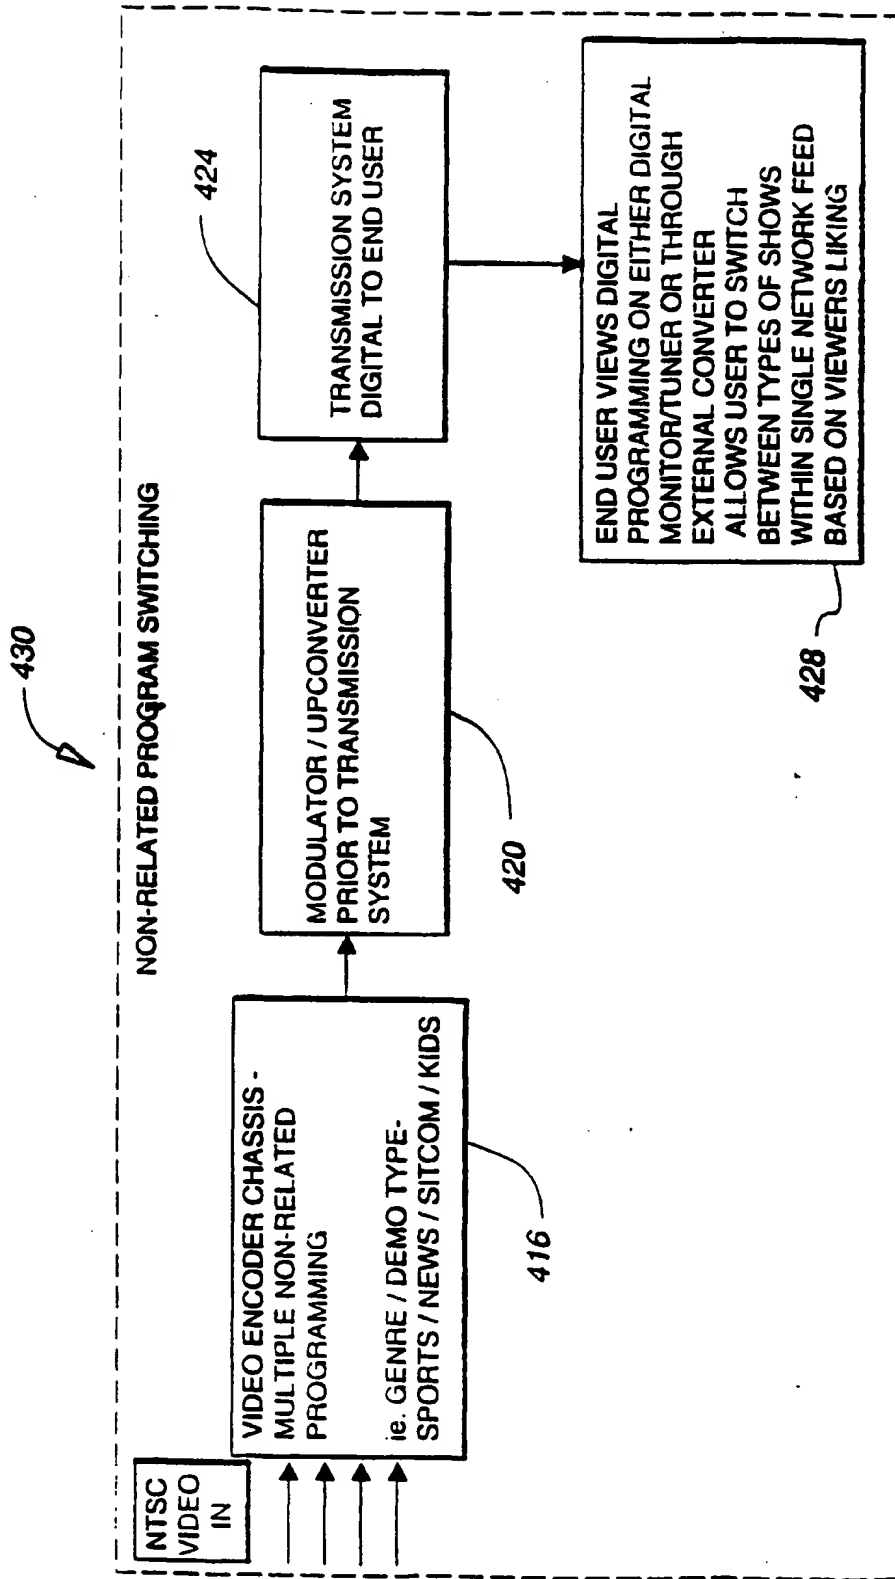 430
NON-RELATED PROGRAM SWITCHING
NTSC
VIDEO
IN
VIDEO ENCODER CHASSIS -
MULTIPLE NON-RELATED
PROGRAMMING
ie. GENRE / DEMO TYPE-
SPORTS / NEWS / SITCOM / KIDS
416
MODULATOR / UPCONVERTER
PRIOR TO TRANSMISSION
SYSTEM
420
TRANSMISSION SYSTEM
DIGITAL TO END USER
424
END USER VIEWS DIGITAL
PROGRAMMING ON EITHER DIGITAL
MONITOR/TUNER OR THROUGH
EXTERNAL CONVERTER
ALLOWS USER TO SWITCH
BETWEEN TYPES OF SHOWS
WITHIN SINGLE NETWORK FEED
BASED ON VIEWERS LIKING
428